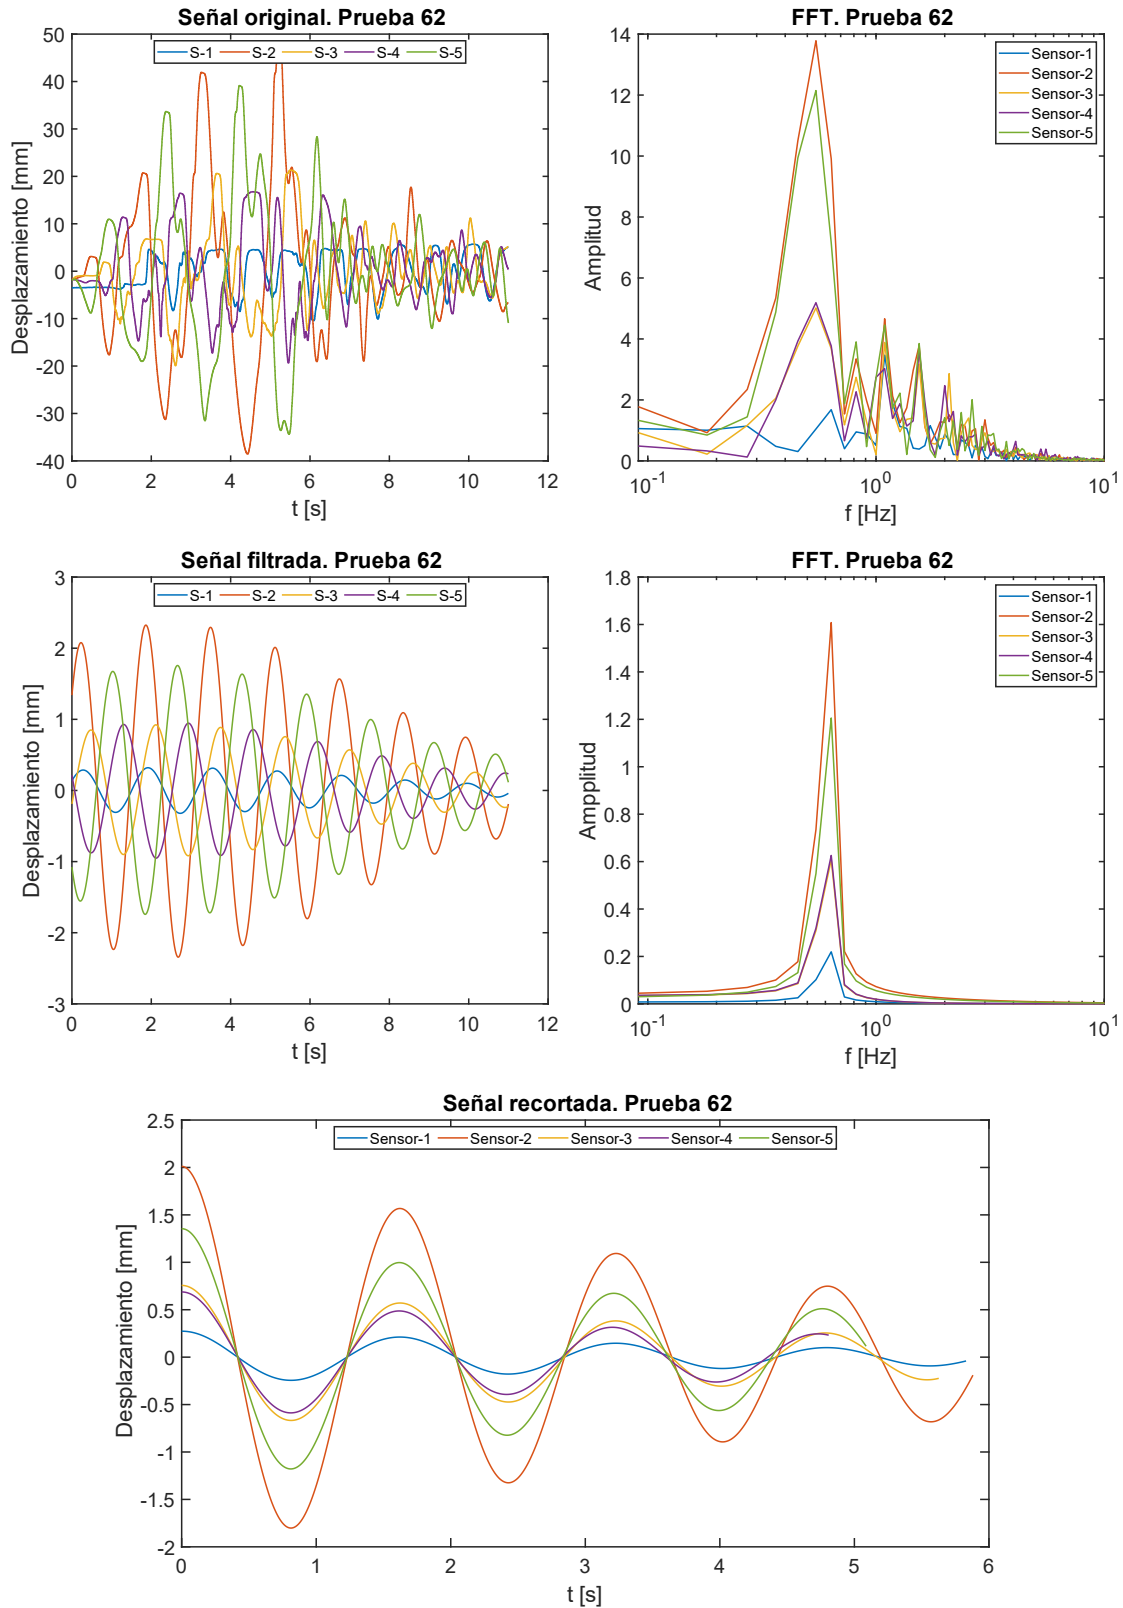 Señal original. Prueba 62
S-1 S-2 S-3 S-4 S-5
50
40
30
20
10
0
-10
-20
-30
-40
0 2 4 6 8 10 12
Desplazamiento [mm]
t [s]
FFT. Prueba 62
Sensor-1
Sensor-2
Sensor-3
Sensor-4
Sensor-5
14
12
10
8
6
4
2
0
10^-1 10^0 10^1
Amplitud
f [Hz]
Señal filtrada. Prueba 62
S-1 S-2 S-3 S-4 S-5
3
2
1
0
-1
-2
-3
0 2 4 6 8 10 12
Desplazamiento [mm]
t [s]
FFT. Prueba 62
Sensor-1
Sensor-2
Sensor-3
Sensor-4
Sensor-5
1.8
1.6
1.4
1.2
1
0.8
0.6
0.4
0.2
0
10^-1 10^0 10^1
Ampplitud
f [Hz]
Señal recortada. Prueba 62
Sensor-1 Sensor-2 Sensor-3 Sensor-4 Sensor-5
2.5
2
1.5
1
0.5
0
-0.5
-1
-1.5
-2
0 1 2 3 4 5 6
Desplazamiento [mm]
t [s]